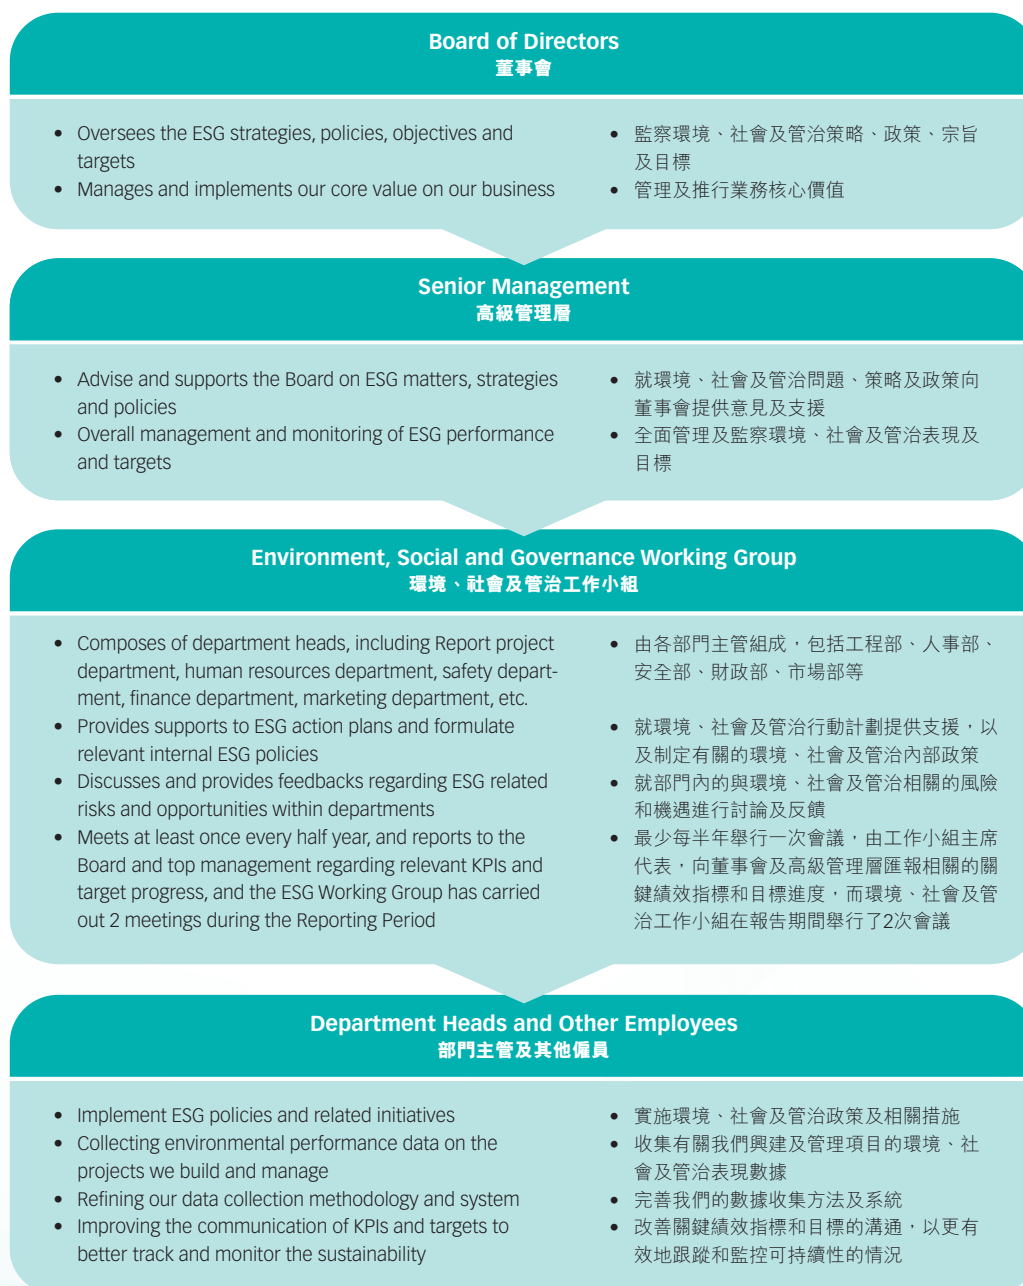 Board of Directors
董事會
• Oversees the ESG strategies, policies, objectives and
targets
• Manages and implements our core value on our business
• 監察環境、社會及管治策略、政策、宗旨
及目標
• 管理及推行業務核心價值
Senior Management
高級管理層
• Advise and supports the Board on ESG matters, strategies
and policies
• Overall management and monitoring of ESG performance
and targets
• 就環境、社會及管治問題、策略及政策向
董事會提供意見及支援
• 全面管理及監察環境、社會及管治表現及
目標
Environment, Social and Governance Working Group
環境、社會及管治工作小組
• Composes of department heads, including Report project
department, human resources department, safety depart-
ment, finance department, marketing department, etc.
• Provides supports to ESG action plans and formulate
relevant internal ESG policies
• Discusses and provides feedbacks regarding ESG related
risks and opportunities within departments
• Meets at least once every half year, and reports to the
Board and top management regarding relevant KPIs and
target progress, and the ESG Working Group has carried
out 2 meetings during the Reporting Period
• 由各部門主管組成，包括工程部、人事部、
安全部、財政部、市場部等
• 就環境、社會及管治行動計劃提供支援，以
及制定有關的環境、社會及管治內部政策
• 就部門內的與環境、社會及管治相關的風險
和機遇進行討論及反饋
• 最少每半年舉行一次會議，由工作小組主席
代表，向董事會及高級管理層匯報相關的關
鍵績效指標和目標進度，而環境、社會及管
治工作小組在報告期間舉行了2次會議
Department Heads and Other Employees
部門主管及其他僱員
• Implement ESG policies and related initiatives
• Collecting environmental performance data on the
projects we build and manage
• Refining our data collection methodology and system
• Improving the communication of KPIs and targets to
better track and monitor the sustainability
• 實施環境、社會及管治政策及相關措施
• 收集有關我們興建及管理項目的環境、社
會及管治表現數據
• 完善我們的數據收集方法及系統
• 改善關鍵績效指標和目標的溝通，以更有
效地跟蹤和監控可持續性的情況